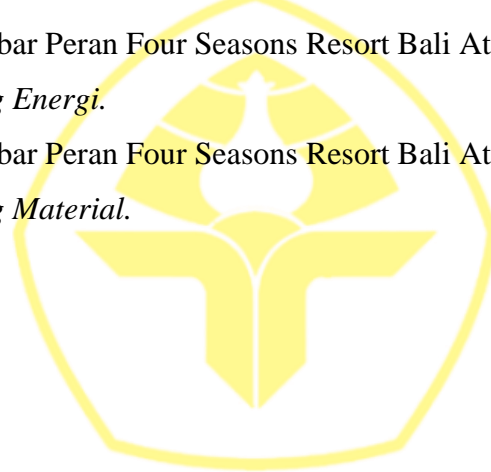 bar Peran Four Seasons Resort Bali At
Energi.
bar Peran Four Seasons Resort Bali At
Material.